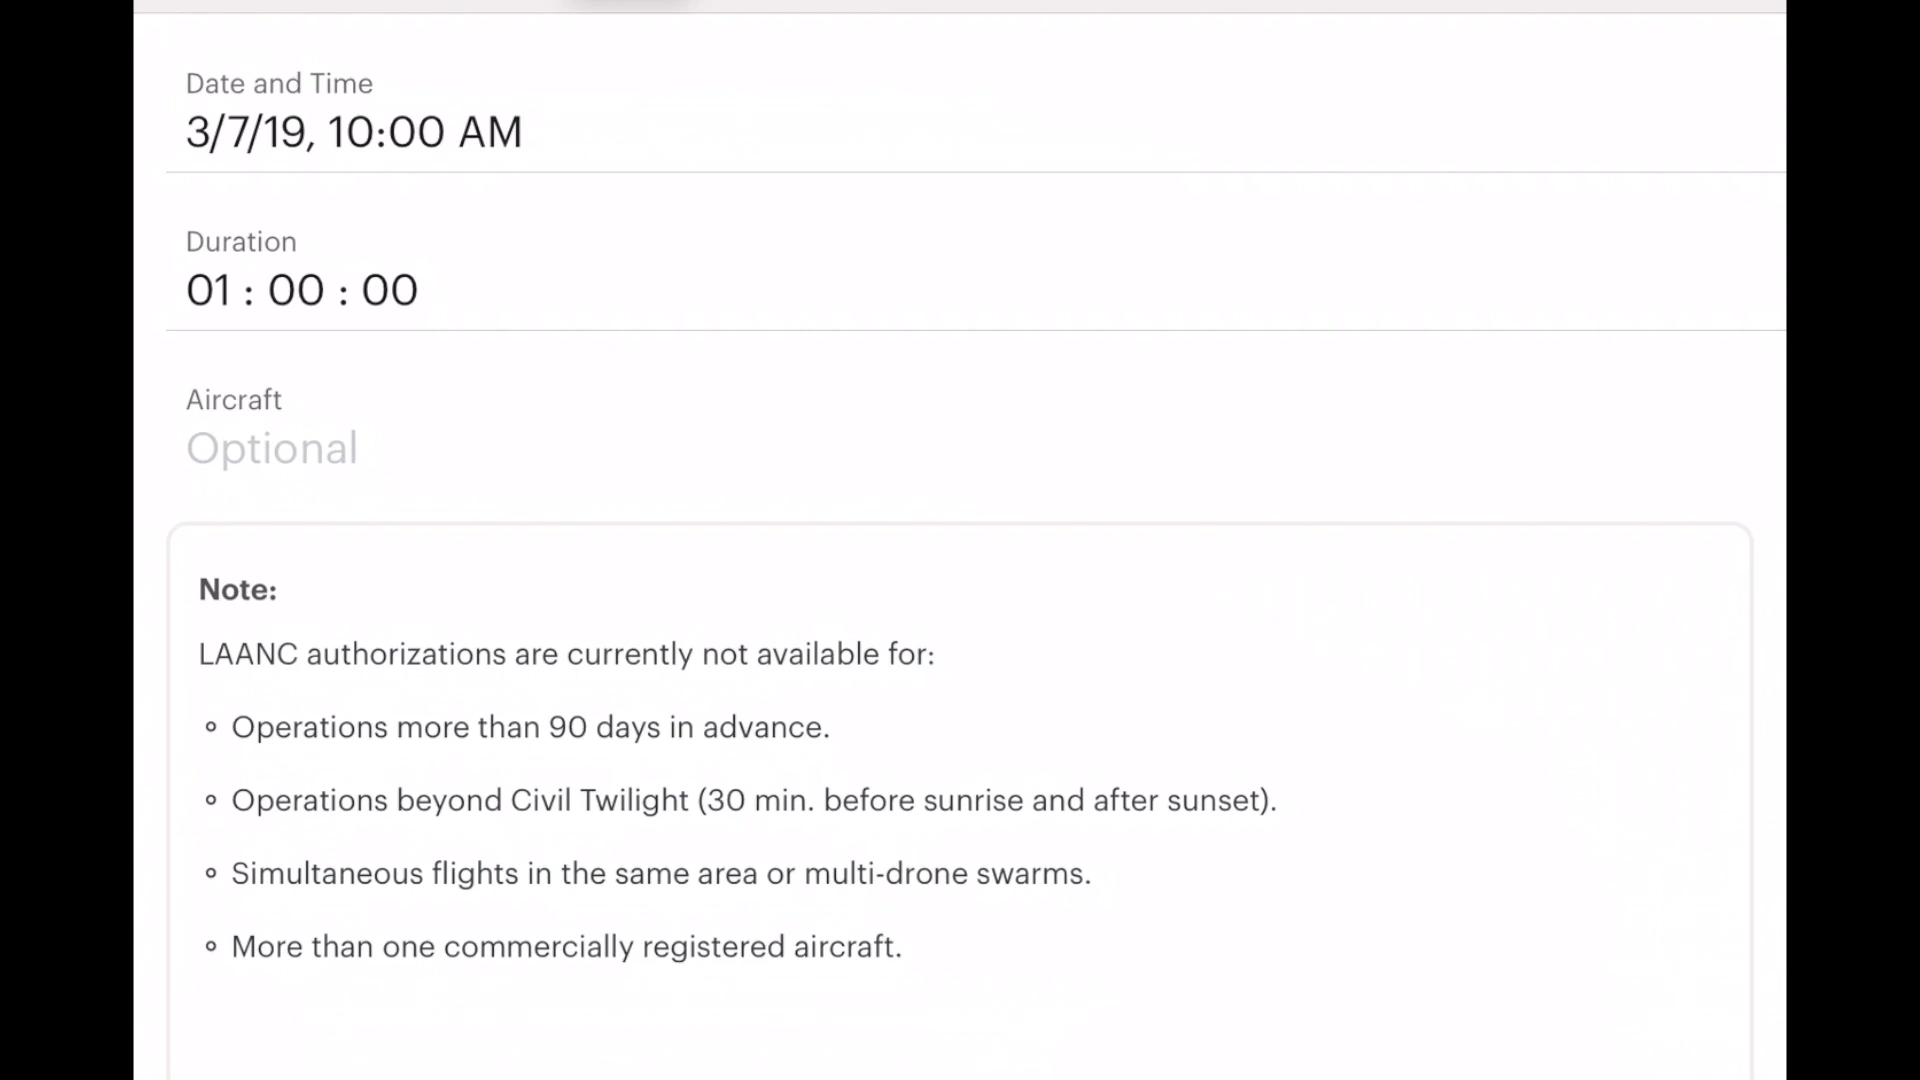 Date and Time
3/7/19, 10:00 AM
Duration
01 : 00 : 00
Aircraft
Optional
Note:
LAANC authorizations are currently not available for:
Operations more than 90 days in advance.
Operations beyond Civil Twilight (30 min. before sunrise and after sunset).
Simultaneous flights in the same area or multi-drone swarms.
More than one commercially registered aircraft.